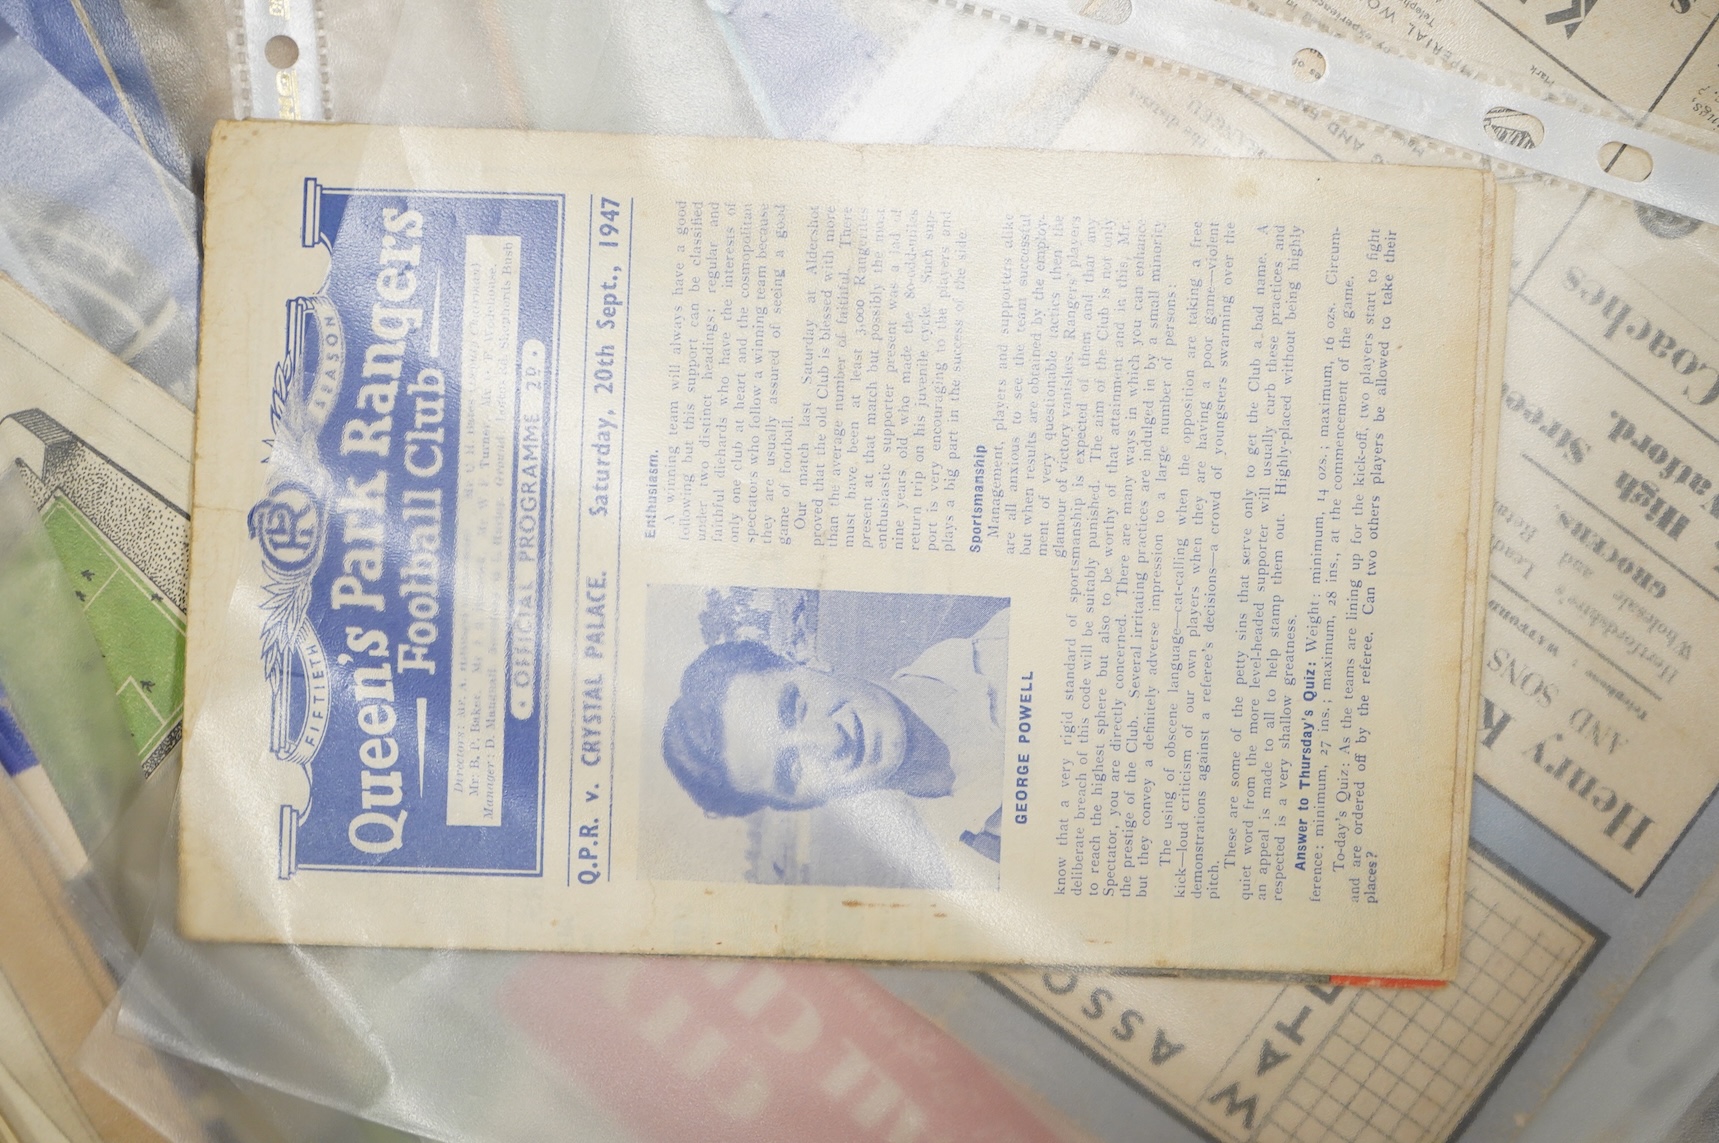 FIFTIETH SEASON
QPR
Queen's Park Rangers
Football Club
Directors: Mr. A.
Mr. B. P. Baker, Mr. W. F. Turner,
Manager: D. Mangnall Shepherds Bush
OFFICIAL PROGRAMME 2D.
Q.P.R. v. CRYSTAL PALACE. Saturday, 20th Sept., 1947
GEORGE POWELL
Enthusiasm.
A winning team will always have a good
following but this support can be classified
under two distinct headings; regular and
faithful diehards who have the interests of
only one club at heart and the cosmopolitan
spectators who follow a winning team because
they are usually assured of seeing a good
game of football.
Our match last Saturday at Aldershot
proved that the old Club is blessed with more
than the average number of faithful. There
must have been at least 3,000 Rangerites
present at that match but possibly the most
enthusiastic supporter present was a lad of
nine years old who made the 80-odd-miles
return trip on his juvenile cycle. Such sup-
port is very encouraging to the players and
plays a big part in the success of the side.
Sportsmanship
Management, players and supporters alike
are all anxious to see the team successful
but when results are obtained by the employ-
ment of very questionable tactics then the
glamour of victory vanishes. Rangers players
know that a very rigid standard of sportsmanship is expected of them and that any
deliberate breach of this code will be suitably punished. The aim of the Club is not only
to reach the highest sphere but also to be worthy of that attainment and in this, Mr.
Spectator, you are directly concerned. There are many ways in which you can enhance
the prestige of the Club. Several irritating practices are indulged in by a small minority
but they convey a definitely adverse impression to a large number of persons:
The using of obscene language—cat-calling when the opposition are taking a free
kick—loud criticism of our own players when they are having a poor game—violent
demonstrations against a referee's decisions—a crowd of youngsters swarming over the
pitch.
These are some of the petty sins that serve only to get the Club a bad name. A
quiet word from the more level-headed supporter will usually curb these practices and
an appeal is made to all to help stamp them out. Highly-placed without being highly
respected is a very shallow greatness.
Answer to Thursday's Quiz: Weight: minimum, 14 ozs.; maximum, 16 ozs. Circum-
ference: minimum, 27 ins.; maximum, 28 ins., at the commencement of the game.
To-day's Quiz: As the teams are lining up for the kick-off, two players start to fight
and are ordered off by the referee. Can two others players be allowed to take their
places?
Henry K
AND SONS
Hertfordshire's Leading
Wholesale and Retail
GROCERS
High Street
Watford.
Coaches
ASSO
WAT